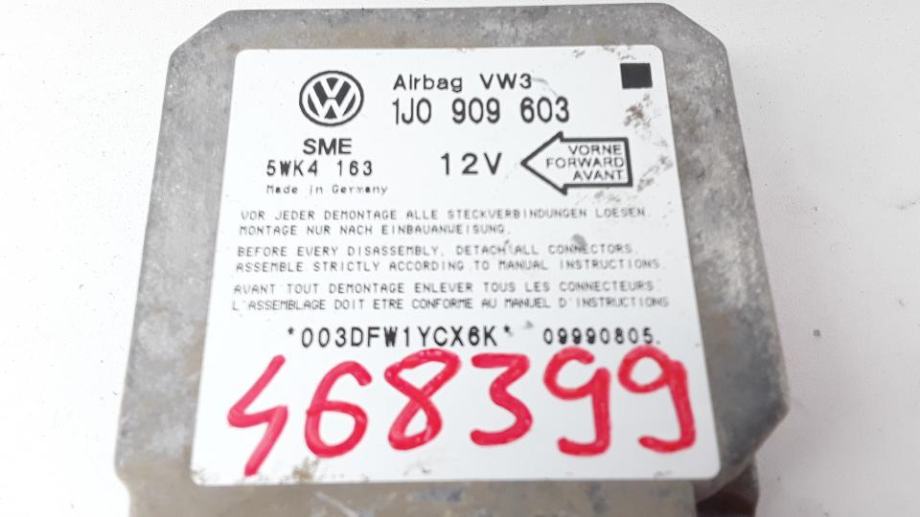 Airbag VW3
1J0 909 603
SME
5WK4 163
Made in Germany
12V
VORNE
FORWARD
AVANT
VOR JEDER DEMONTAGE ALLE STECKVERBINDUNGEN LOESEN.
MONTAGE NUR NACH EINBAUANWEISUNG.
BEFORE EVERY DISASSEMBLY, DETACH ALL CONNECTORS.
ASSEMBLE STRICTLY ACCORDING TO MANUAL INSTRUCTIONS.
AVANT TOUT DEMONTAGE ENLEVER TOUS LES CONNECTEURS.
L'ASSEMBLAGE DOIT ETRE CONFORME AU MANUEL D'INSTRUCTIONS
*003DFW1YCX6K* 09990805.
468399